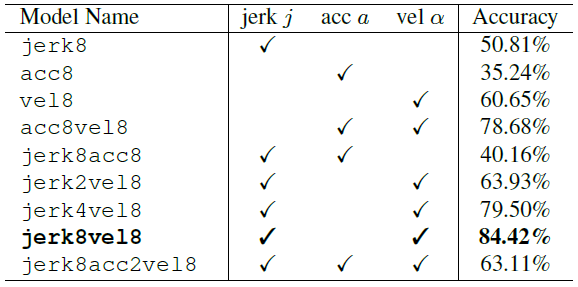 Model Name jerk j acc a vel α Accuracy
jerk8 ✓ 50.81%
acc8 ✓ 35.24%
vel8 ✓ 60.65%
acc8vel8 ✓ ✓ 78.68%
jerk8acc8 ✓ ✓ 40.16%
jerk2vel8 ✓ ✓ 63.93%
jerk4vel8 ✓ ✓ 79.50%
jerk8vel8 ✓ ✓ 84.42%
jerk8acc2vel8 ✓ ✓ ✓ 63.11%